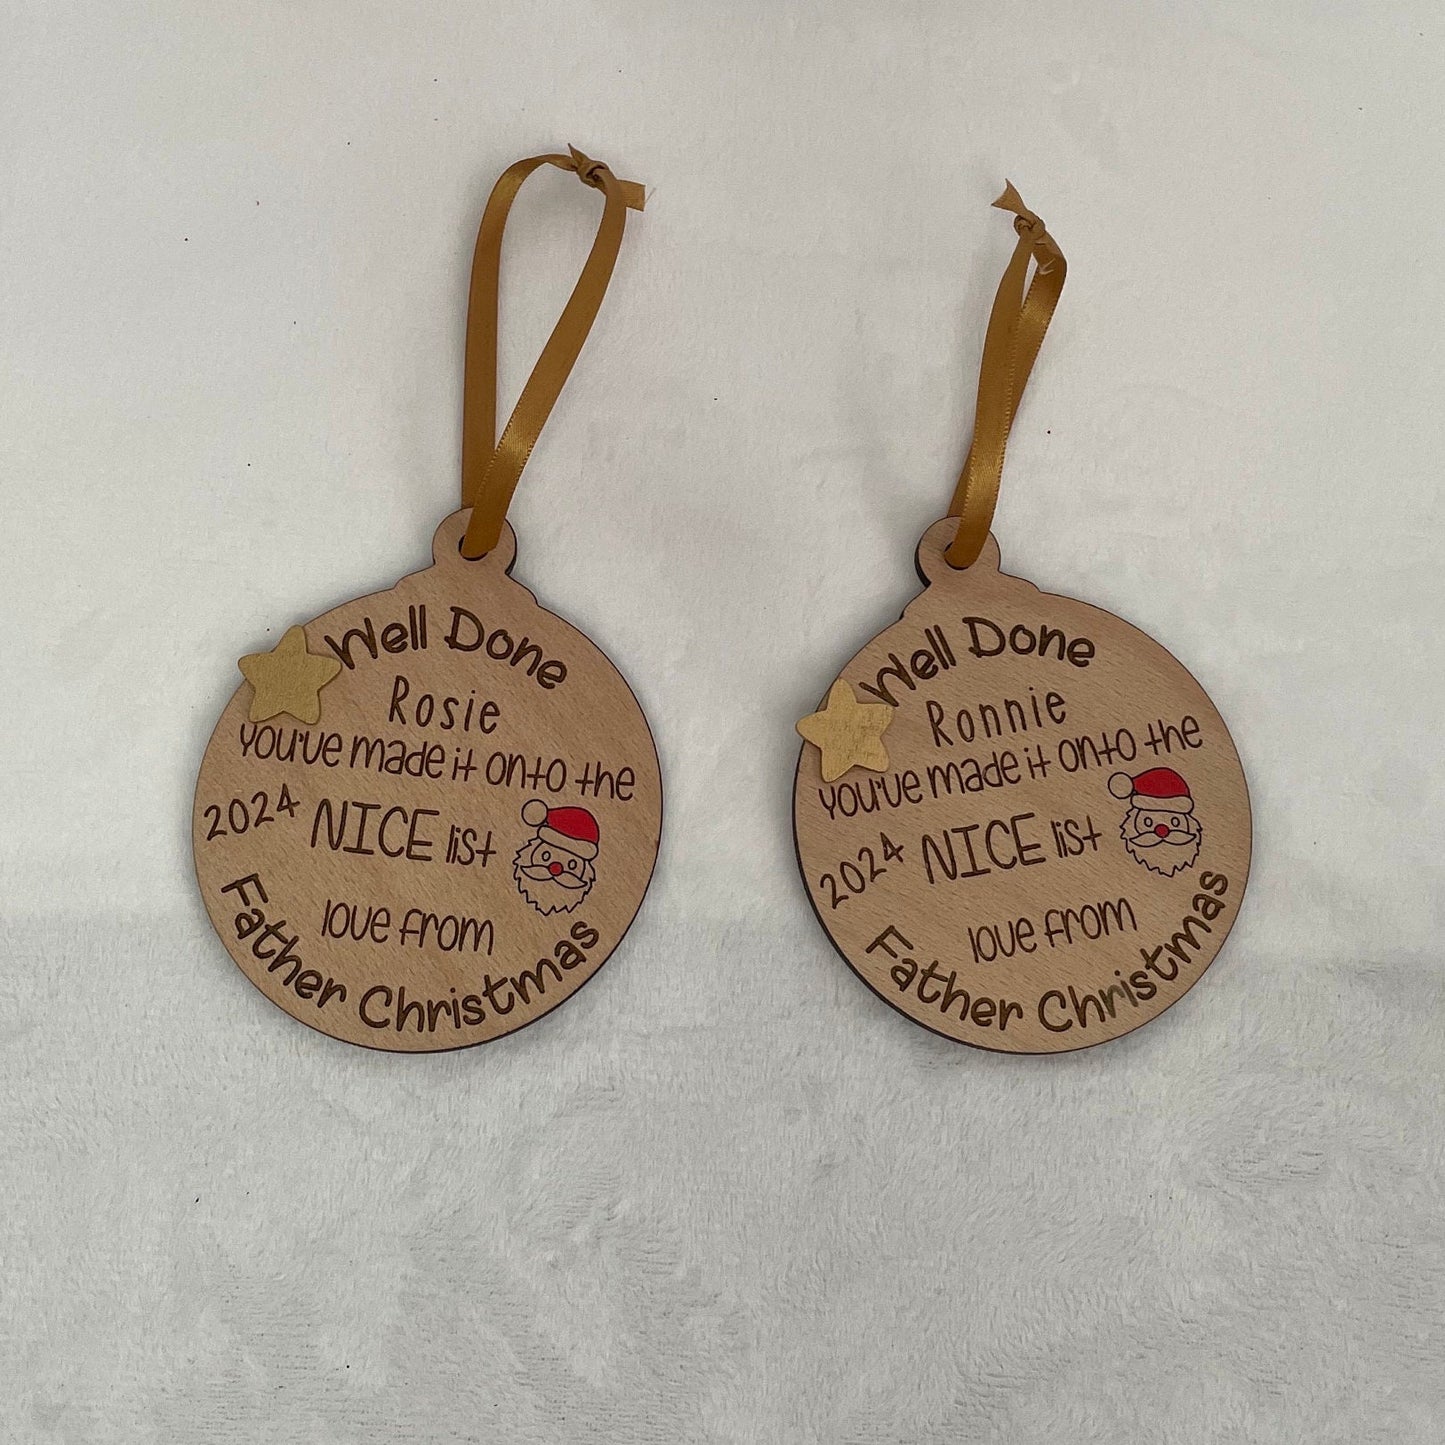 Well Done
Rosie
You've made it onto the
2024 NICE list
love from
Father Christmas
Well Done
Ronnie
You've made it onto the
2024 NICE list
love from
Father Christmas